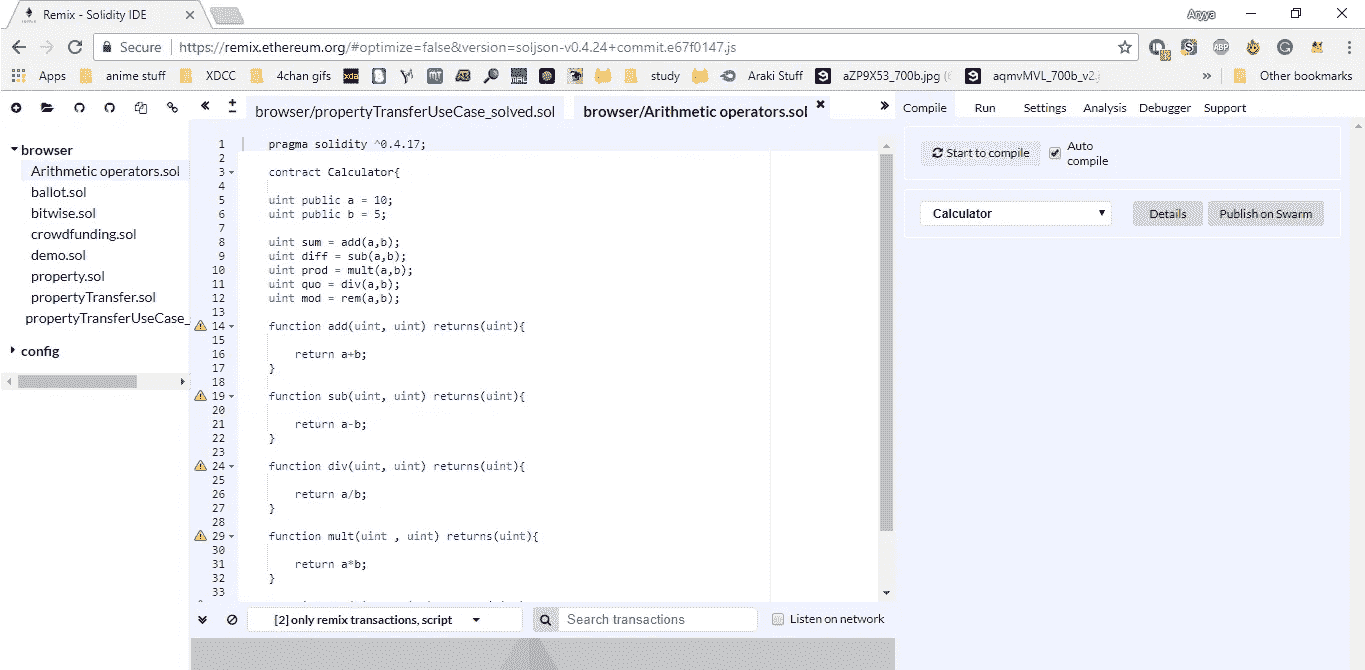 Remix - Solidity IDE
Aryya
Secure https://remix.ethereum.org/#optimize=false&version=soljson-v0.4.24+commit.e67f0147.js
Apps anime stuff XDCC 4chan gifs xda study Araki Stuff aZP9X53_700b.jpg aqmvMVL_700b_v2.j » Other bookmarks
browser/propertyTransferUseCase_solved.sol browser/Arithmetic operators.sol
Compile Run Settings Analysis Debugger Support
browser
Arithmetic operators.sol
ballot.sol
bitwise.sol
crowdfunding.sol
demo.sol
property.sol
propertyTransfer.sol
propertyTransferUseCase_
config
1 pragma solidity ^0.4.17;
2
3 contract Calculator{
4
5 uint public a = 10;
6 uint public b = 5;
7
8 uint sum = add(a,b);
9 uint diff = sub(a,b);
10 uint prod = mult(a,b);
11 uint quo = div(a,b);
12 uint mod = rem(a,b);
13
14 function add(uint, uint) returns(uint){
15
16 return a+b;
17 }
18
19 function sub(uint, uint) returns(uint){
20
21 return a-b;
22 }
23
24 function div(uint, uint) returns(uint){
25
26 return a/b;
27 }
28
29 function mult(uint , uint) returns(uint){
30
31 return a*b;
32 }
33
Start to compile Auto compile
Calculator Details Publish on Swarm
[2] only remix transactions, script Search transactions Listen on network